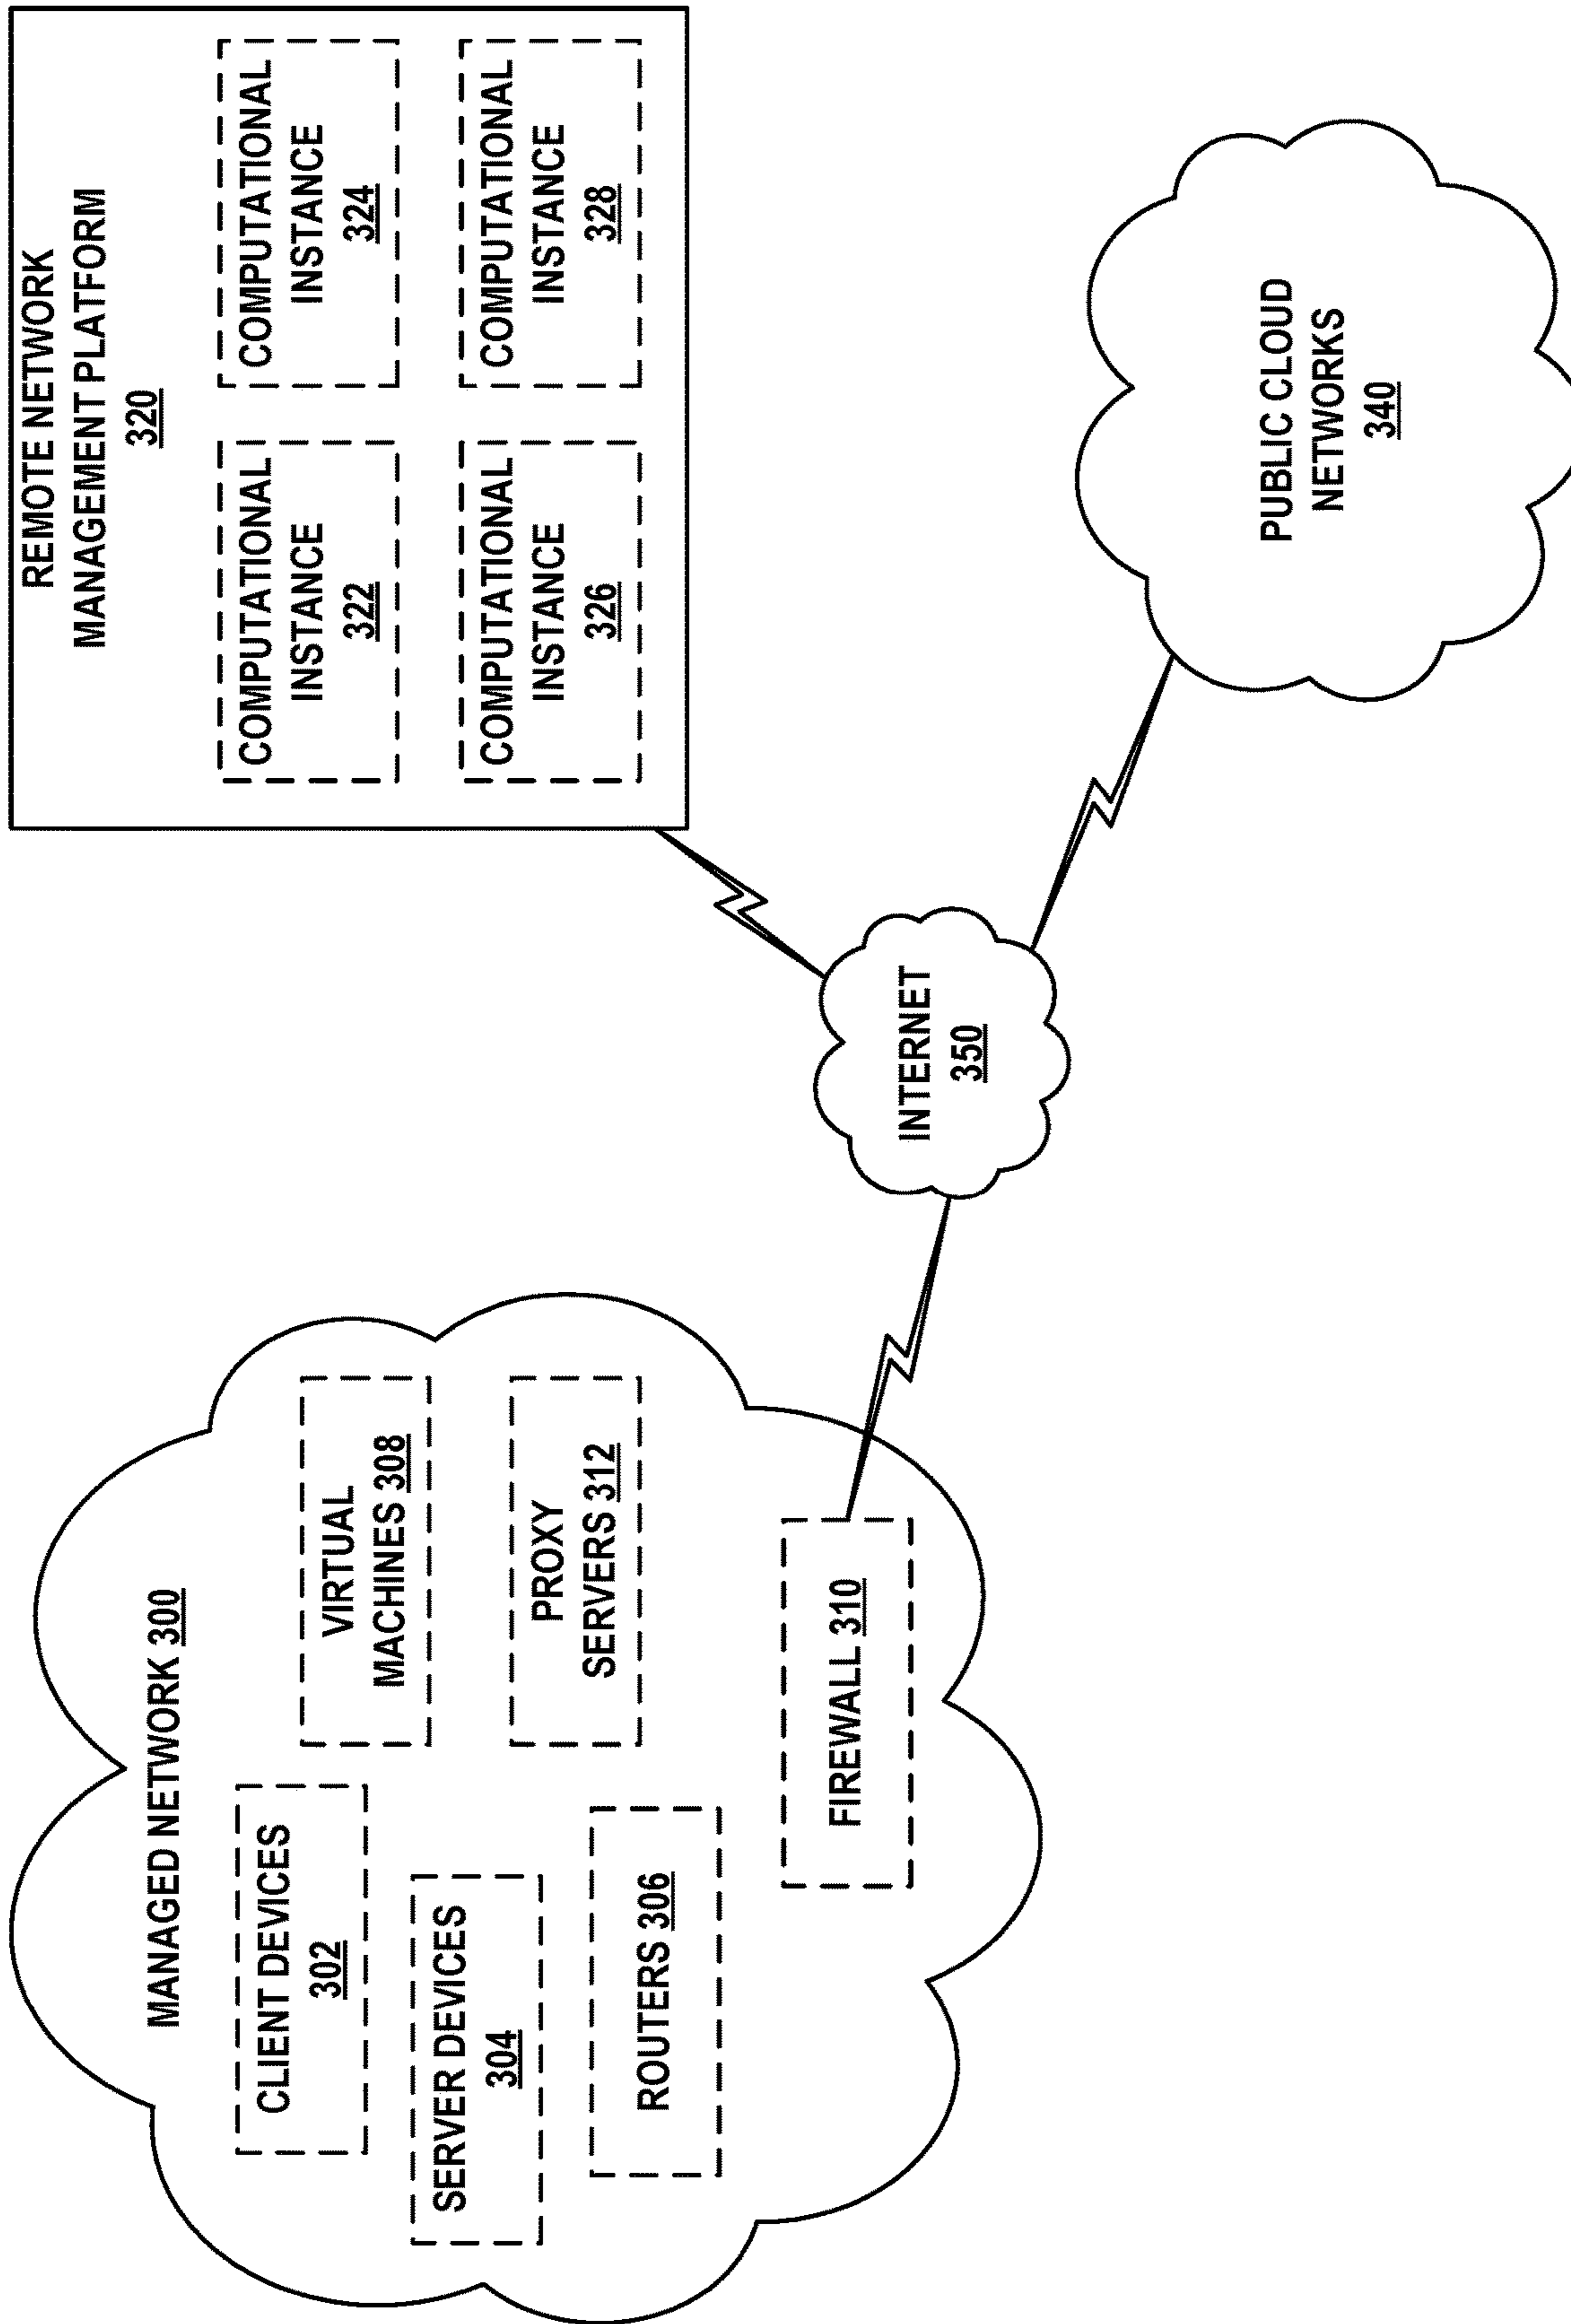 MANAGED NETWORK 300
CLIENT DEVICES
302
SERVER DEVICES
304
ROUTERS 306
VIRTUAL
MACHINES 308
PROXY
SERVERS 312
FIREWALL 310
INTERNET
350
REMOTE NETWORK
MANAGEMENT PLATFORM
320
COMPUTATIONAL
INSTANCE
322
COMPUTATIONAL
INSTANCE
324
COMPUTATIONAL
INSTANCE
326
COMPUTATIONAL
INSTANCE
328
PUBLIC CLOUD
NETWORKS
340